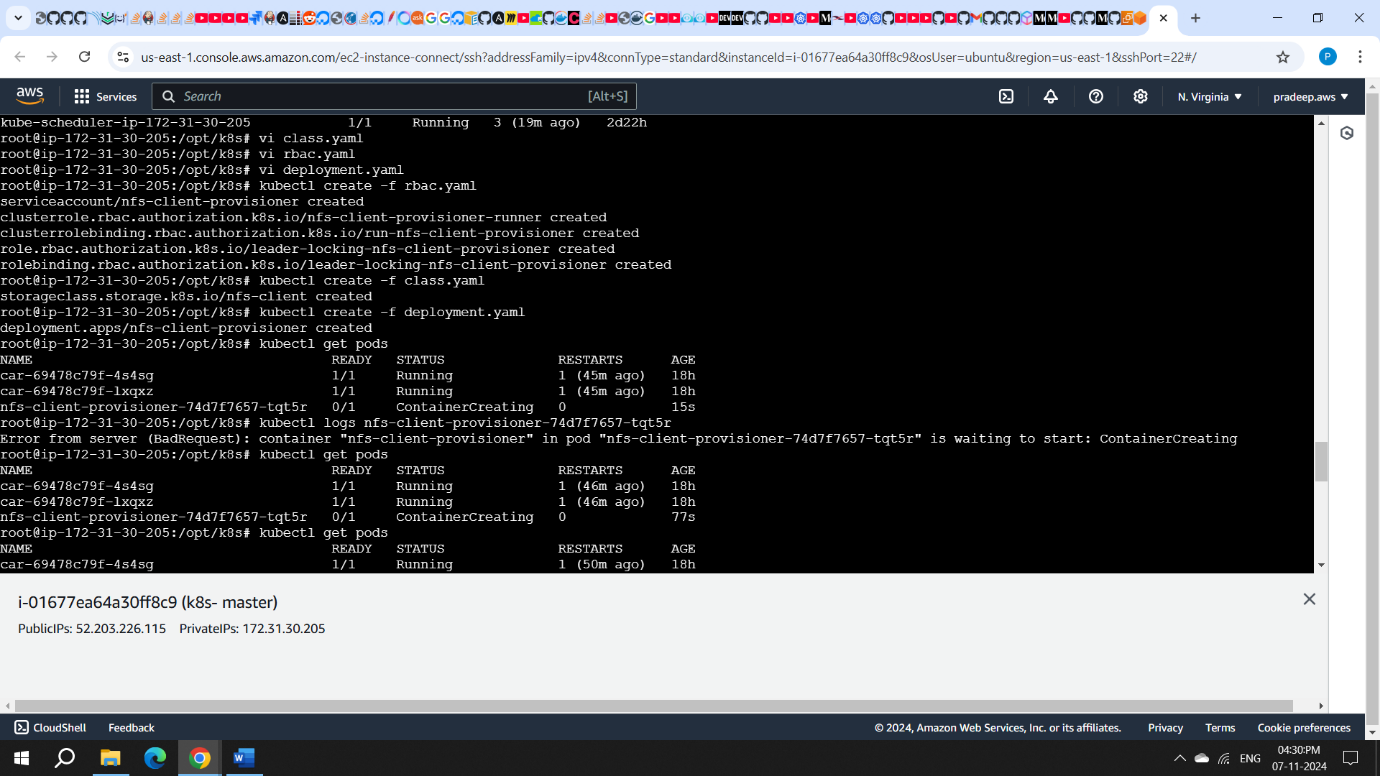 us-east-1.console.aws.amazon.com/ec2-instance-connect/ssh?addressFamily=ipv4&connType=standard&instanceId=i-01677ea64a30ff8c9&osUser=ubuntu&region=us-east-1&sshPort=22#/
P
aws Services Search [Alt+S] N. Virginia ▼ pradeep.aws ▼
kube-scheduler-ip-172-31-30-205 1/1 Running 3 (19m ago) 2d22h
root@ip-172-31-30-205:/opt/k8s# vi class.yaml
root@ip-172-31-30-205:/opt/k8s# vi rbac.yaml
root@ip-172-31-30-205:/opt/k8s# vi deployment.yaml
root@ip-172-31-30-205:/opt/k8s# kubectl create -f rbac.yaml
serviceaccount/nfs-client-provisioner created
clusterrole.rbac.authorization.k8s.io/nfs-client-provisioner-runner created
clusterrolebinding.rbac.authorization.k8s.io/run-nfs-client-provisioner created
role.rbac.authorization.k8s.io/leader-locking-nfs-client-provisioner created
rolebinding.rbac.authorization.k8s.io/leader-locking-nfs-client-provisioner created
root@ip-172-31-30-205:/opt/k8s# kubectl create -f class.yaml
storageclass.storage.k8s.io/nfs-client created
root@ip-172-31-30-205:/opt/k8s# kubectl create -f deployment.yaml
deployment.apps/nfs-client-provisioner created
root@ip-172-31-30-205:/opt/k8s# kubectl get pods
NAME READY STATUS RESTARTS AGE
car-69478c79f-4s4sg 1/1 Running 1 (45m ago) 18h
car-69478c79f-lxqxz 1/1 Running 1 (45m ago) 18h
nfs-client-provisioner-74d7f7657-tqt5r 0/1 ContainerCreating 0 15s
root@ip-172-31-30-205:/opt/k8s# kubectl logs nfs-client-provisioner-74d7f7657-tqt5r
Error from server (BadRequest): container "nfs-client-provisioner" in pod "nfs-client-provisioner-74d7f7657-tqt5r" is waiting to start: ContainerCreating
root@ip-172-31-30-205:/opt/k8s# kubectl get pods
NAME READY STATUS RESTARTS AGE
car-69478c79f-4s4sg 1/1 Running 1 (46m ago) 18h
car-69478c79f-lxqxz 1/1 Running 1 (46m ago) 18h
nfs-client-provisioner-74d7f7657-tqt5r 0/1 ContainerCreating 0 77s
root@ip-172-31-30-205:/opt/k8s# kubectl get pods
NAME READY STATUS RESTARTS AGE
car-69478c79f-4s4sg 1/1 Running 1 (50m ago) 18h
i-01677ea64a30ff8c9 (k8s- master)
PublicIPs: 52.203.226.115 PrivateIPs: 172.31.30.205
CloudShell Feedback © 2024, Amazon Web Services, Inc. or its affiliates. Privacy Terms Cookie preferences
ENG 04:30 PM
07-11-2024